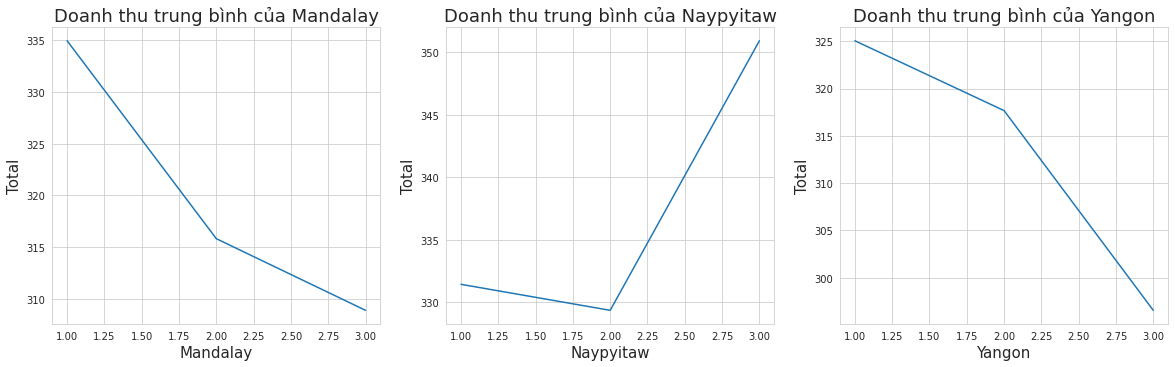 Doanh thu trung bình của Mandalay
Total
335
330
325
320
315
310
1.00 1.25 1.50 1.75 2.00 2.25 2.50 2.75 3.00
Mandalay
Doanh thu trung bình của Naypyitaw
Total
350
345
340
335
330
1.00 1.25 1.50 1.75 2.00 2.25 2.50 2.75 3.00
Naypyitaw
Doanh thu trung bình của Yangon
Total
325
320
315
310
305
300
1.00 1.25 1.50 1.75 2.00 2.25 2.50 2.75 3.00
Yangon